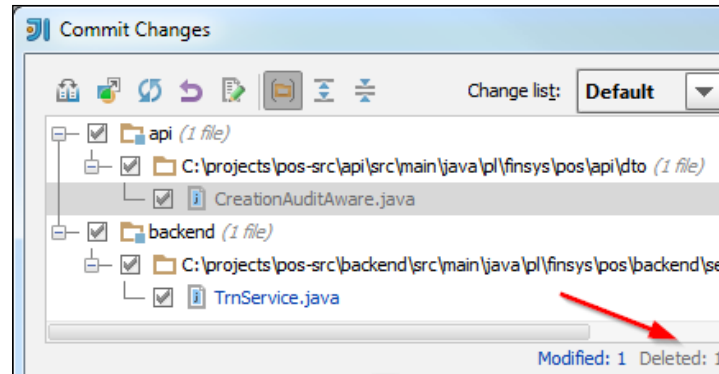 Commit Changes
Change list: Default
api (1 file)
C:\projects\pos-src\api\src\main\java\pl\finsys\pos\api\dto (1 file)
CreationAuditAware.java
backend (1 file)
C:\projects\pos-src\backend\src\main\java\pl\finsys\pos\backend\se
TrnService.java
Modified: 1 Deleted: 1